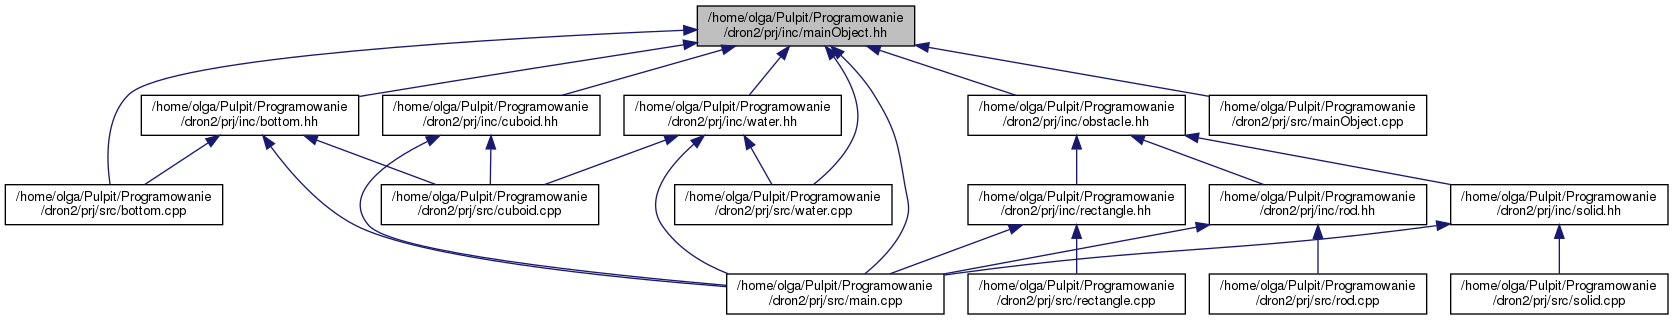 /home/olga/Pulpit/Programowanie
/dron2/prj/inc/mainObject.hh
/home/olga/Pulpit/Programowanie
/dron2/prj/inc/bottom.hh
/home/olga/Pulpit/Programowanie
/dron2/prj/inc/cuboid.hh
/home/olga/Pulpit/Programowanie
/dron2/prj/inc/water.hh
/home/olga/Pulpit/Programowanie
/dron2/prj/inc/obstacle.hh
/home/olga/Pulpit/Programowanie
/dron2/prj/src/mainObject.cpp
/home/olga/Pulpit/Programowanie
/dron2/prj/src/bottom.cpp
/home/olga/Pulpit/Programowanie
/dron2/prj/src/cuboid.cpp
/home/olga/Pulpit/Programowanie
/dron2/prj/src/water.cpp
/home/olga/Pulpit/Programowanie
/dron2/prj/inc/rectangle.hh
/home/olga/Pulpit/Programowanie
/dron2/prj/inc/rod.hh
/home/olga/Pulpit/Programowanie
/dron2/prj/inc/solid.hh
/home/olga/Pulpit/Programowanie
/dron2/prj/src/main.cpp
/home/olga/Pulpit/Programowanie
/dron2/prj/src/rectangle.cpp
/home/olga/Pulpit/Programowanie
/dron2/prj/src/rod.cpp
/home/olga/Pulpit/Programowanie
/dron2/prj/src/solid.cpp